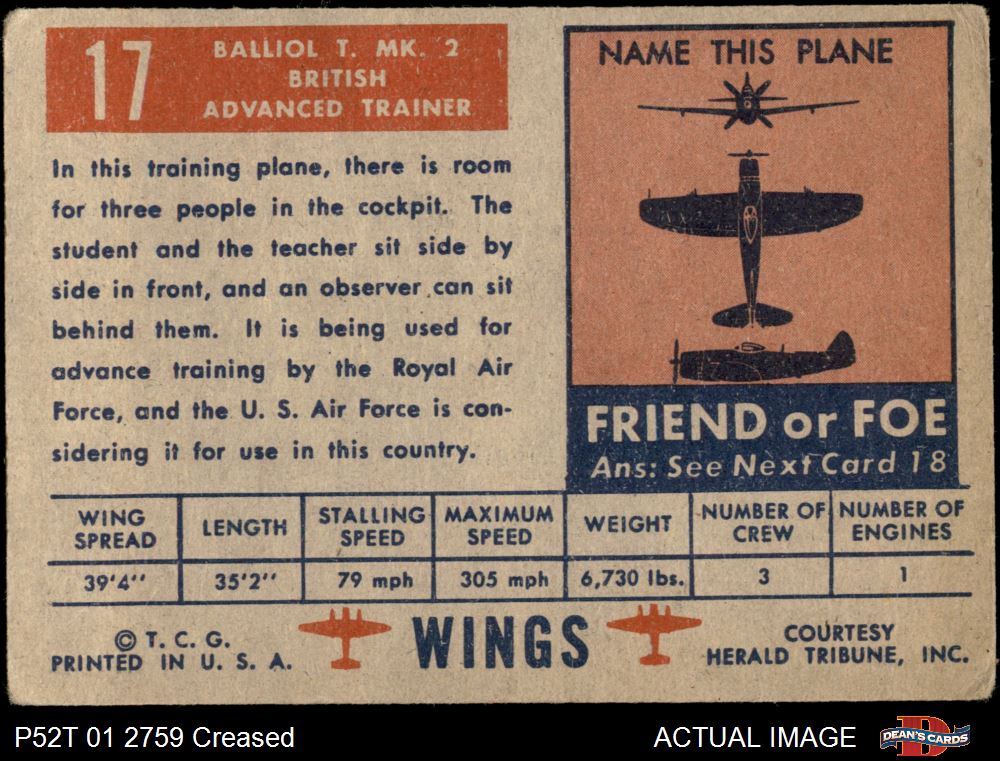 17
BALLIOL T. MK. 2
BRITISH
ADVANCED TRAINER
In this training plane, there is room
for three people in the cockpit. The
student and the teacher sit side by
side in front, and an observer can sit
behind them. It is being used for
advance training by the Royal Air
Force, and the U. S. Air Force is con-
sidering it for use in this country.
NAME THIS PLANE
FRIEND or FOE
Ans: See Next Card 18
WING SPREAD
LENGTH
STALLING SPEED
MAXIMUM SPEED
WEIGHT
NUMBER OF CREW
NUMBER OF ENGINES
39'4''
35'2''
79 mph
305 mph
6,730 lbs.
3
1
© T. C. G.
PRINTED IN U. S. A.
WINGS
COURTESY
HERALD TRIBUNE, INC.
P52T 01 2759 Creased
ACTUAL IMAGE
D
DEAN'S CARDS